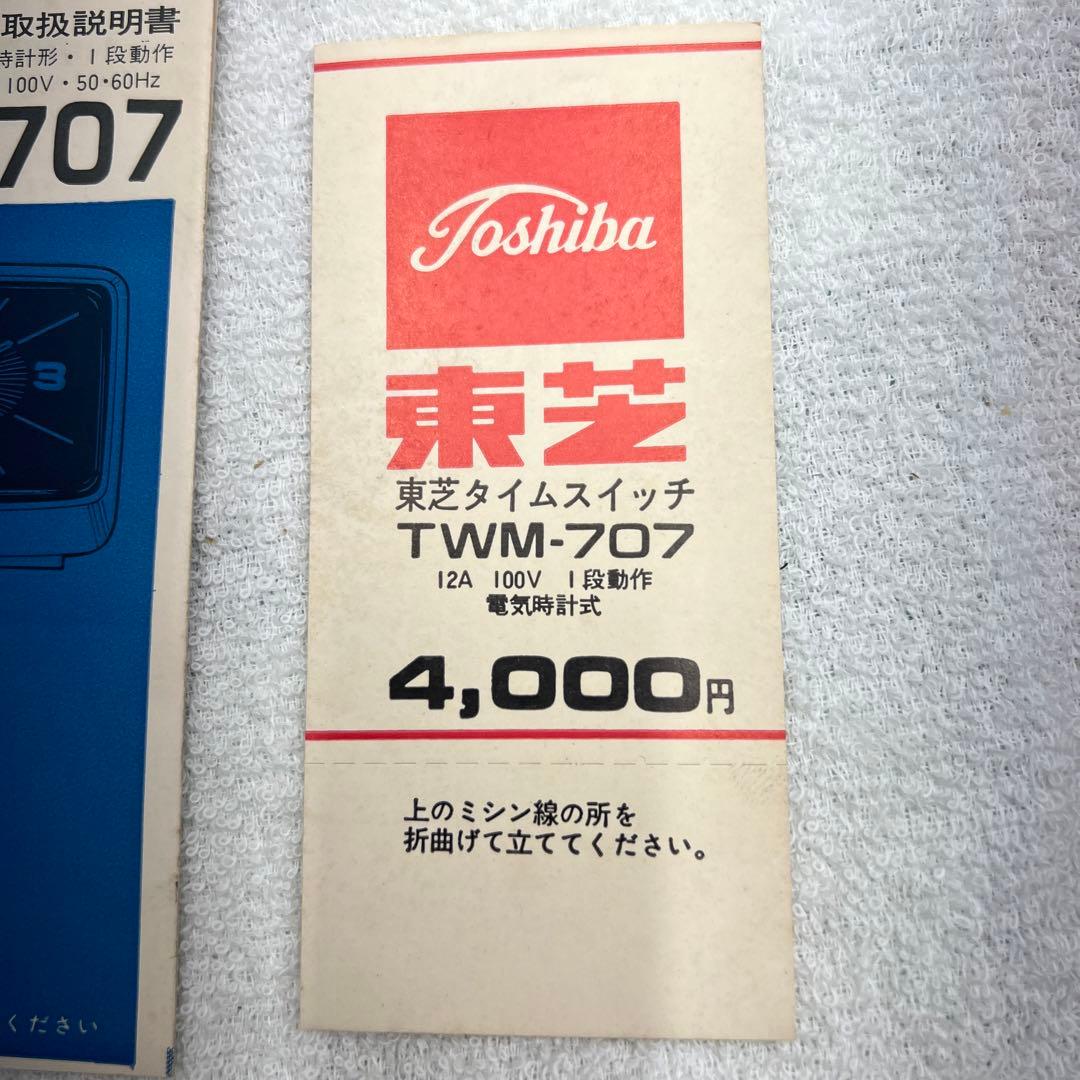 取扱説明書
時計形・1段動作
100V・50・60Hz
707
3
ください
Toshiba
東芝
東芝タイムスイッチ
TWM-707
12A 100V 1段動作
電気時計式
4,000円
上のミシン線の所を
折曲げて立ててください。